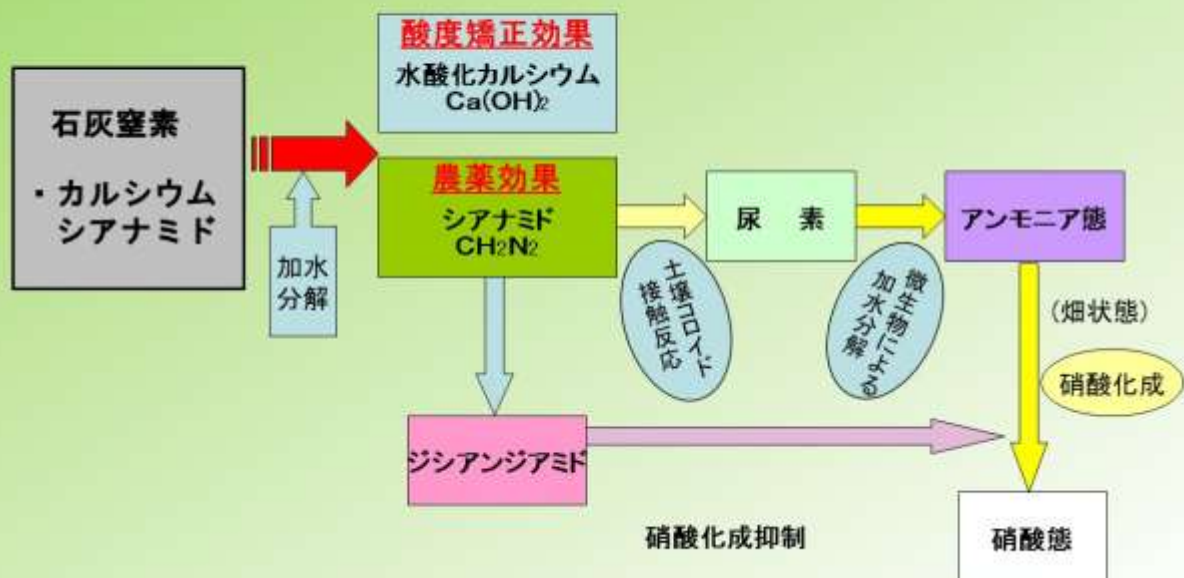 石灰窒素
・カルシウム
シアナミド
加水
分解
酸度矯正効果
水酸化カルシウム
Ca(OH)2
農薬効果
シアナミド
CH2N2
土壌コロイド
接触反応
尿　素
微生物による
加水分解
アンモニア態
(畑状態)
硝酸化成
ジシアンジアミド
硝酸化成抑制
硝酸態